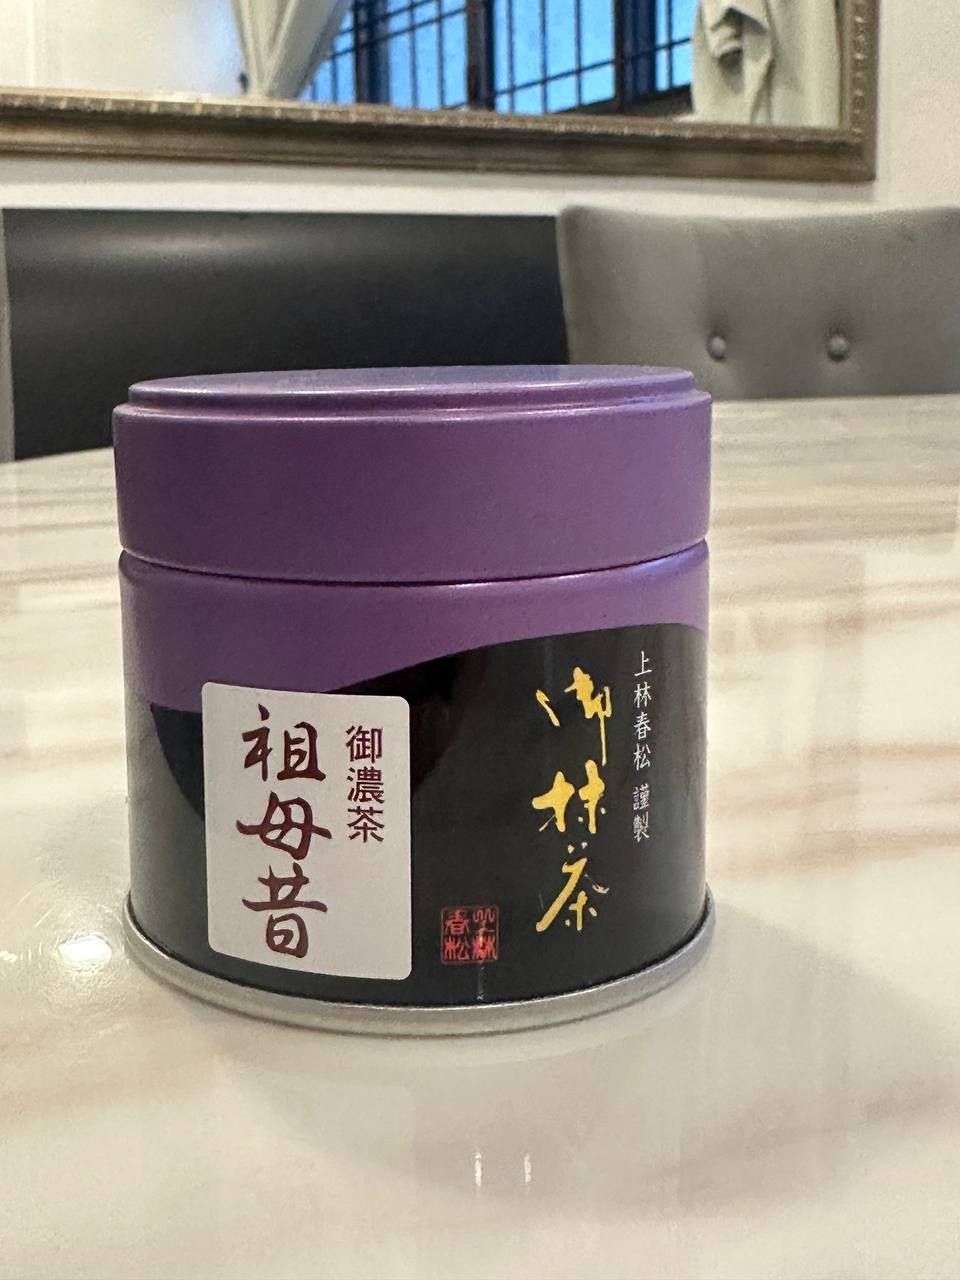 上林春松 謹製
御抹茶
御濃茶
祖母昔
上林
春松